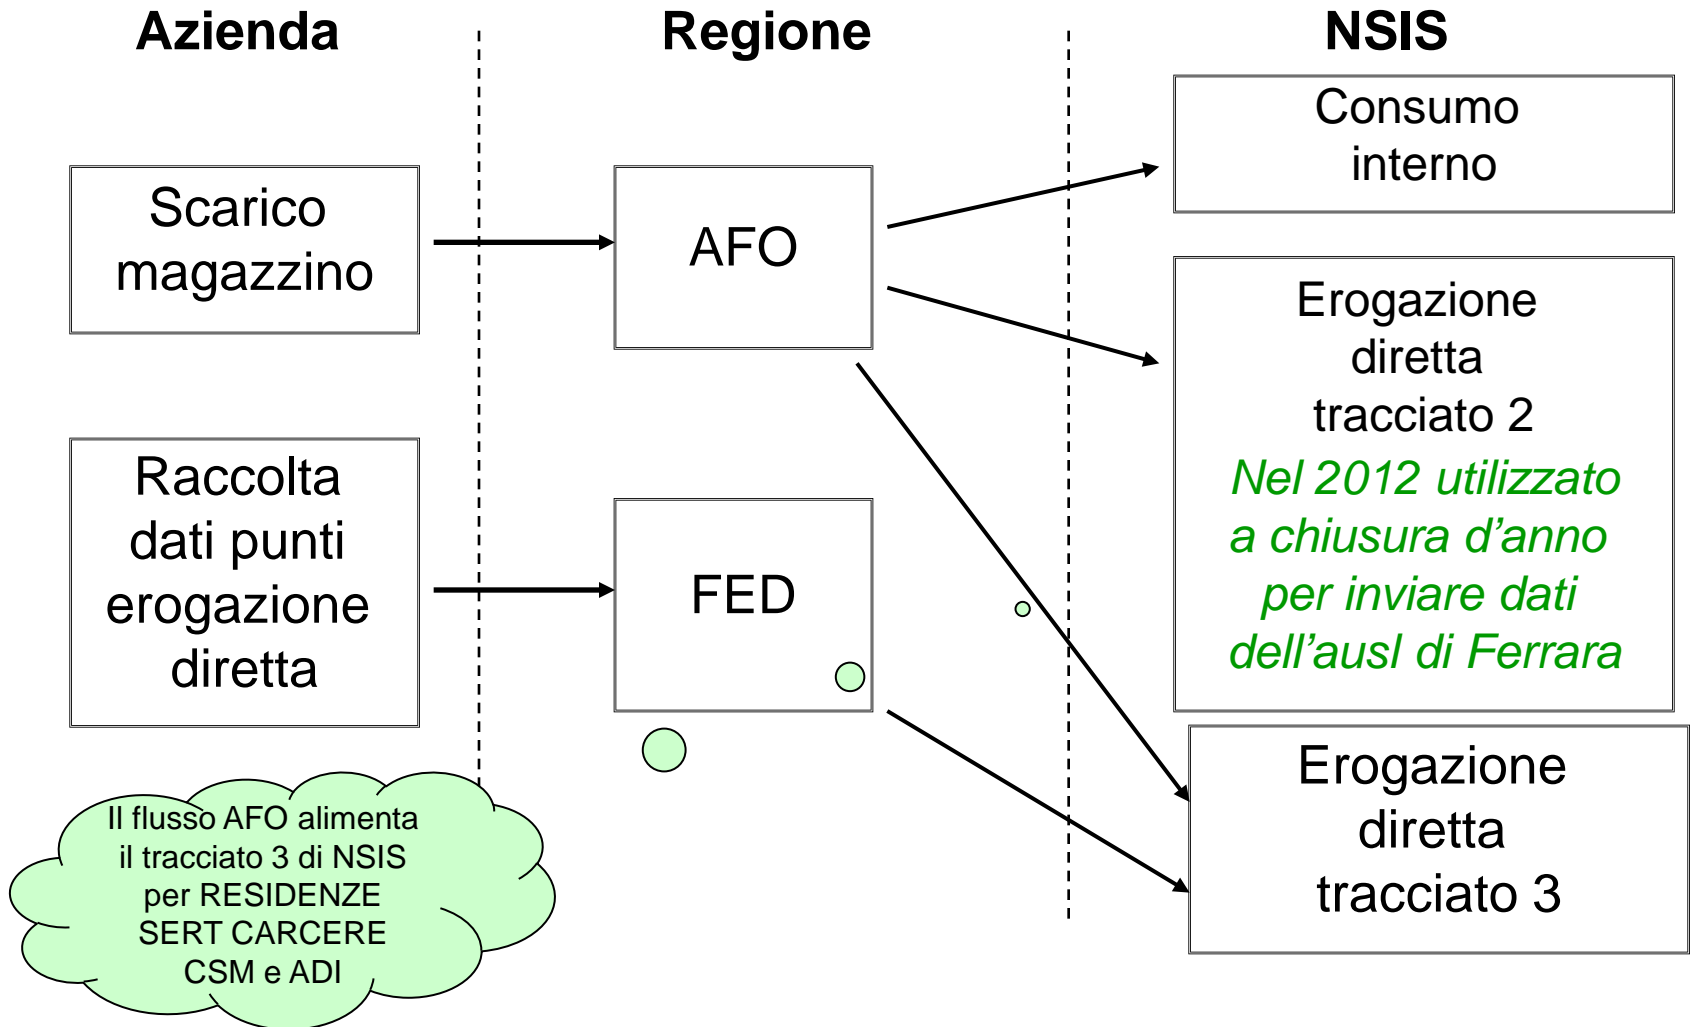 Azienda
Regione
NSIS
Scarico
magazzino
AFO
Consumo
interno
Erogazione
diretta
tracciato 2
Nel 2012 utilizzato
a chiusura d’anno
per inviare dati
dell’ausl di Ferrara
Raccolta
dati punti
erogazione
diretta
FED
Erogazione
diretta
tracciato 3
Il flusso AFO alimenta
il tracciato 3 di NSIS
per RESIDENZE
SERT CARCERE
CSM e ADI